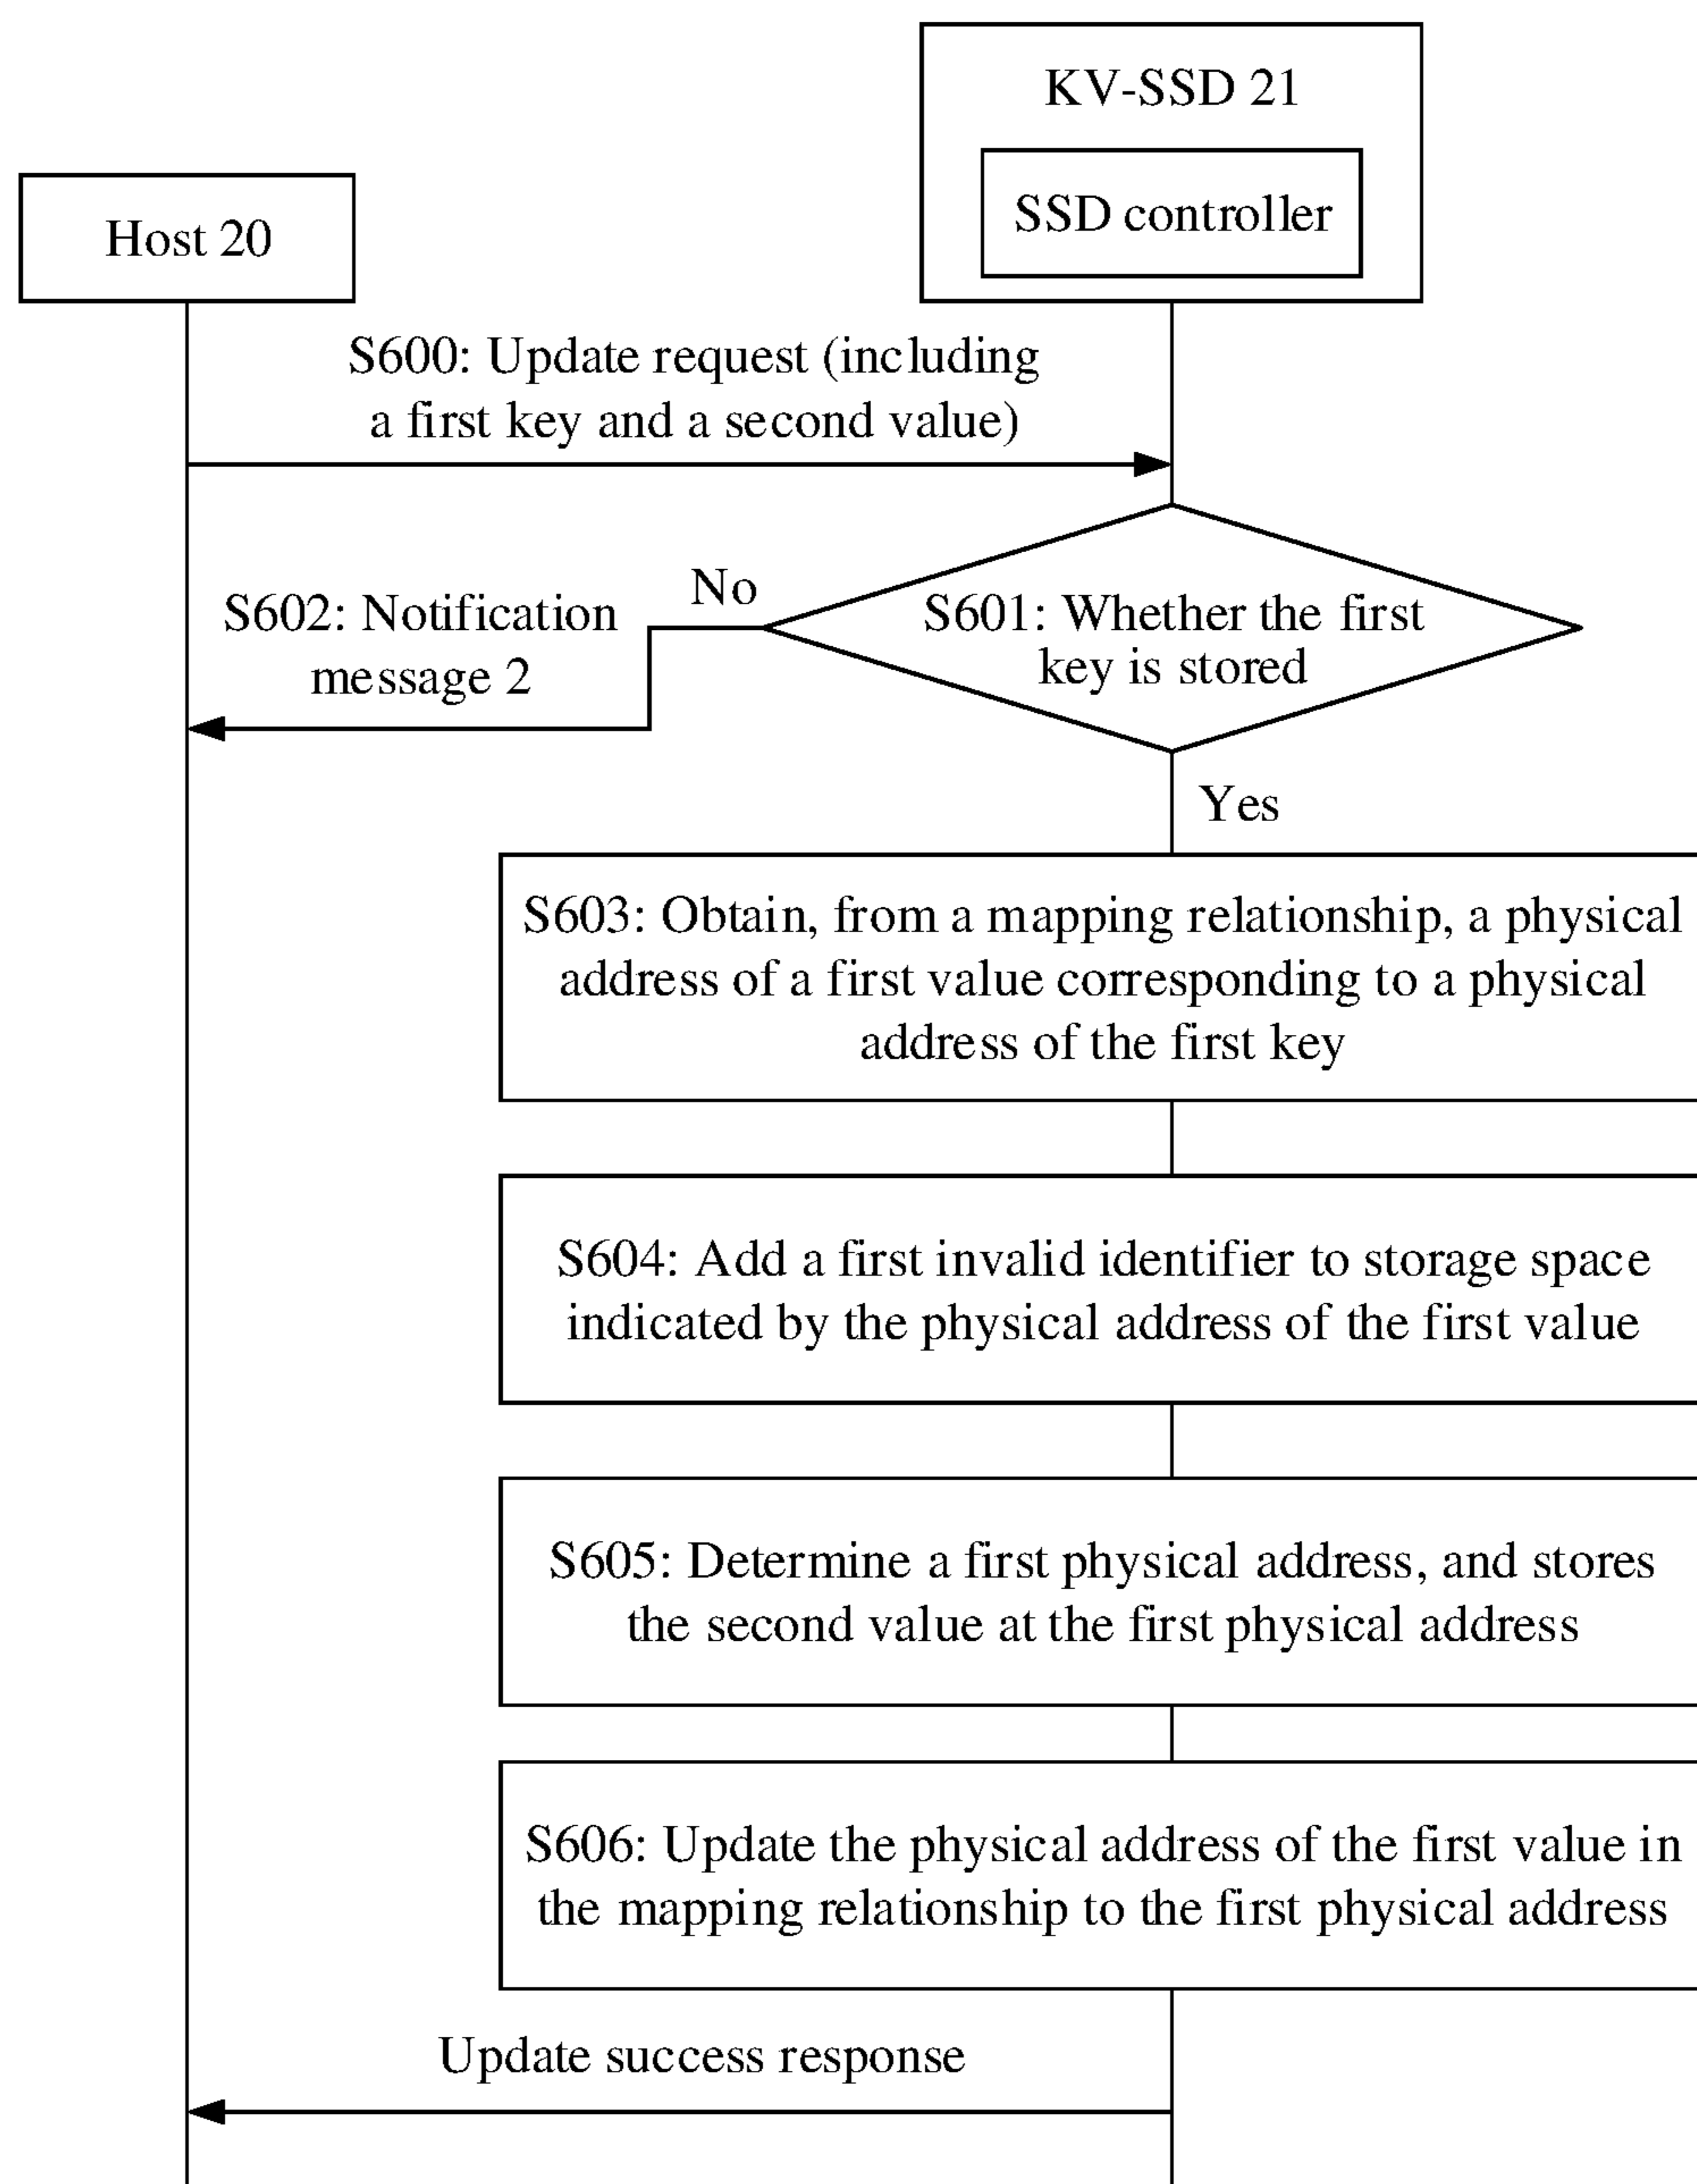 KV-SSD 21
SSD controller
Host 20
S600: Update request (including
a first key and a second value)
No
S602: Notification
message 2
S601: Whether the first
key is stored
Yes
S603: Obtain, from a mapping relationship, a physical
address of a first value corresponding to a physical
address of the first key
S604: Add a first invalid identifier to storage space
indicated by the physical address of the first value
S605: Determine a first physical address, and stores
the second value at the first physical address
S606: Update the physical address of the first value in
the mapping relationship to the first physical address
Update success response